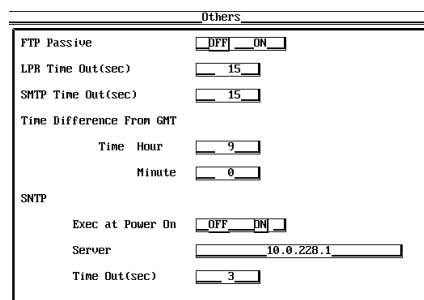 Others
FTP Passive OFF ON
LPR Time Out(sec) 15
SMTP Time Out(sec) 15
Time Difference From GMT
Time Hour 9
Minute 0
SNTP
Exec at Power On OFF ON
Server 10.0.228.1
Time Out(sec) 3